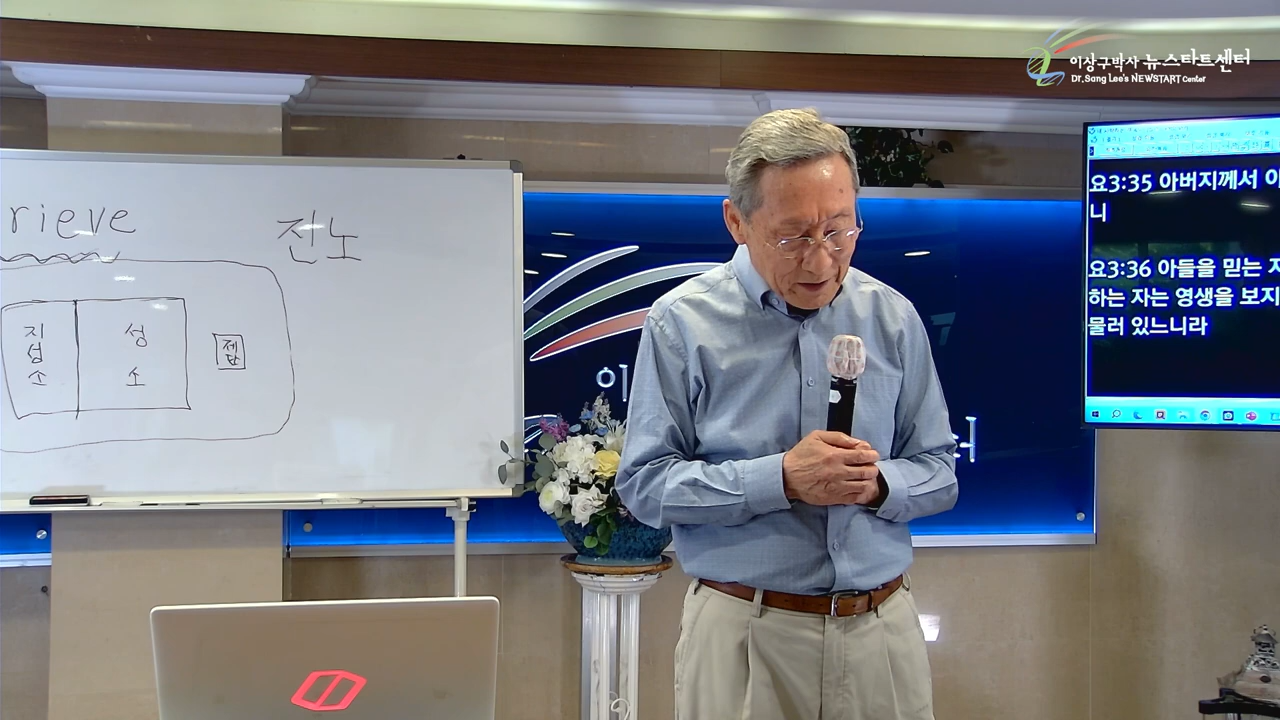 이상구박사 뉴스타트센터
Dr. Sang Lee's NEWSTART Center
rieve
진노
지성소
성소
제단
요3:35 아버지께서 아
니
요3:36 아들을 믿는 자
하는 자는 영생을 보지
물러 있느니라
이